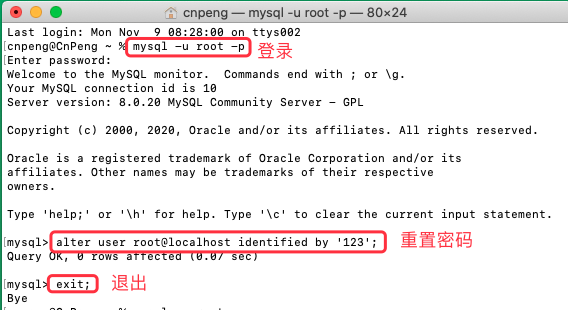 cnpeng — mysql -u root -p — 80×24
Last login: Mon Nov  9 08:28:00 on ttys002
[cnpeng@CnPeng ~ % mysql -u root -p 登录
[Enter password:
Welcome to the MySQL monitor.  Commands end with ; or \g.
Your MySQL connection id is 10
Server version: 8.0.20 MySQL Community Server - GPL
Copyright (c) 2000, 2020, Oracle and/or its affiliates. All rights reserved.
Oracle is a registered trademark of Oracle Corporation and/or its
affiliates. Other names may be trademarks of their respective
owners.
Type 'help;' or '\h' for help. Type '\c' to clear the current input statement.
[mysql> alter user root@localhost identified by '123'; 重置密码
Query OK, 0 rows affected (0.07 sec)
[mysql> exit; 退出
Bye